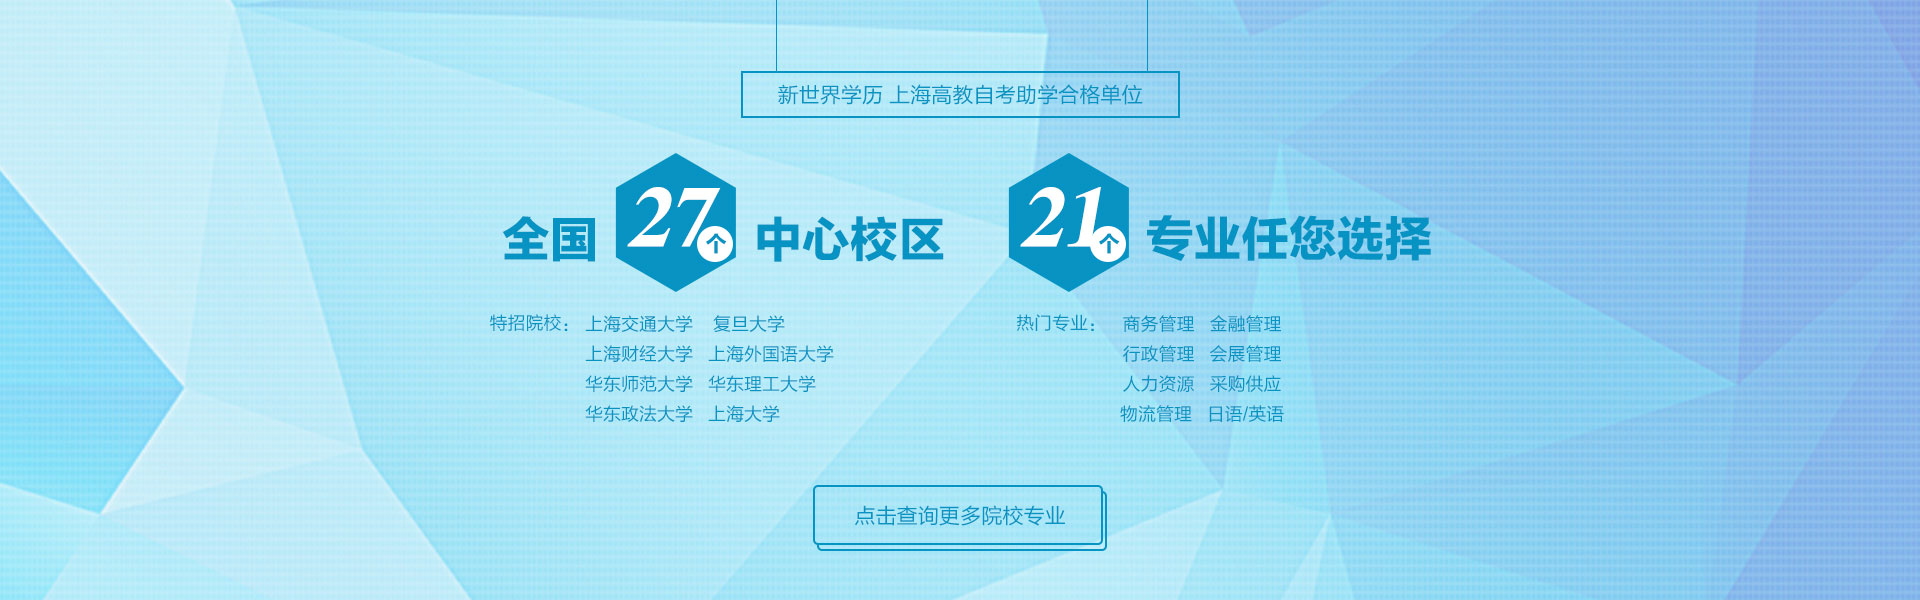 新世界学历 上海高教自考助学合格单位
全国 27个 中心校区
21个 专业任您选择
特招院校： 上海交通大学 复旦大学
上海财经大学 上海外国语大学
华东师范大学 华东理工大学
华东政法大学 上海大学
热门专业： 商务管理 金融管理
行政管理 会展管理
人力资源 采购供应
物流管理 日语/英语
点击查询更多院校专业